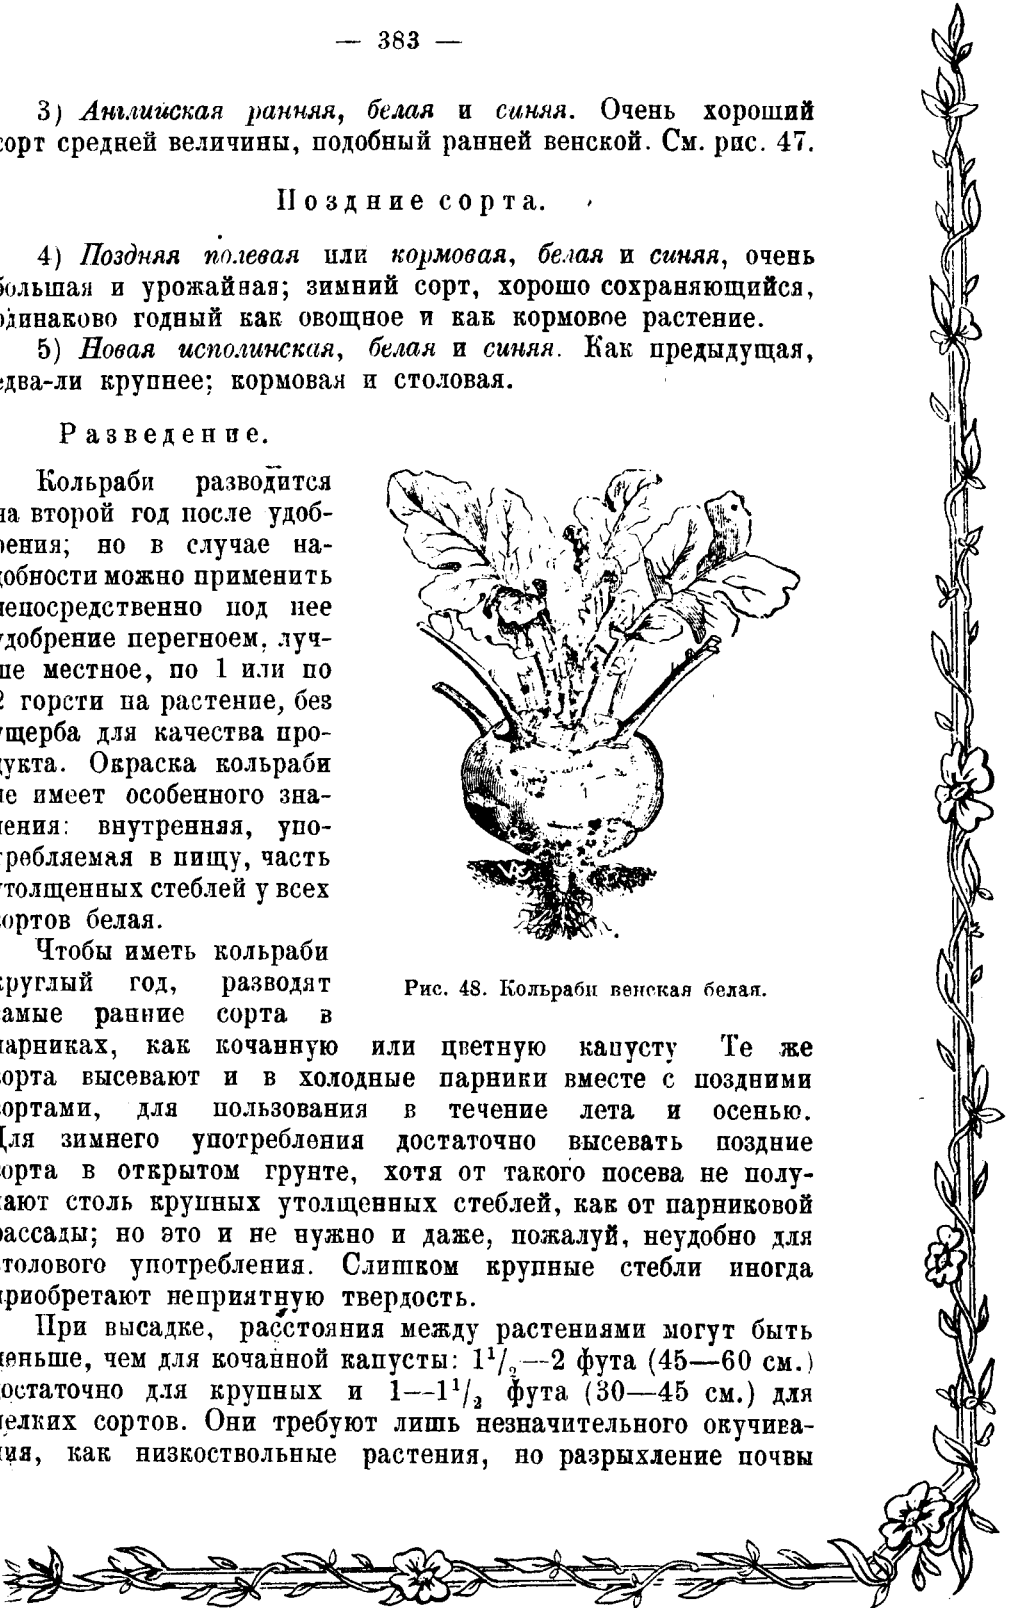 — 383 —
3) Английская ранняя, белая и синяя. Очень хороший
сорт средней величины, подобный ранней венской. См. рис. 47.
Поздние сорта.
4) Поздняя полевая или кормовая, белая и синяя, очень
большая и урожайная; зимний сорт, хорошо сохраняющийся,
одинаково годный как овощное и как кормовое растение.
5) Новая исполинская, белая и синяя. Как предыдущая,
едва-ли крупнее; кормовая и столовая.
Разведение.
Кольраби разводится
на второй год после удоб-
рения; но в случае на-
добности можно применить
непосредственно под нее
удобрение перегноем, луч-
ше местное, по 1 или по
2 горсти на растение, без
ущерба для качества про-
дукта. Окраска кольраби
не имеет особенного зна-
чения: внутренняя, упо-
требляемая в пищу, часть
утолщенных стеблей у всех
сортов белая.
Чтобы иметь кольраби
круглый год, разводят
самые ранние сорта в
парниках, как кочанную или цветную капусту Те же
сорта высевают и в холодные парники вместе с поздними
сортами, для пользования в течение лета и осенью.
Для зимнего употребления достаточно высевать поздние
сорта в открытом грунте, хотя от такого посева не полу-
чают столь крупных утолщенных стеблей, как от парниковой
рассады; но это и не нужно и даже, пожалуй, неудобно для
столового употребления. Слишком крупные стебли иногда
приобретают неприятную твердость.
При высадке, расстояния между растениями могут быть
меньше, чем для кочанной капусты: 1¹/₂—2 фута (45—60 см.)
достаточно для крупных и 1—1¹/₂ фута (30—45 см.) для
мелких сортов. Они требуют лишь незначительного окучива-
ния, как низкоствольные растения, но разрыхление почвы
Рис. 48. Кольраби венская белая.